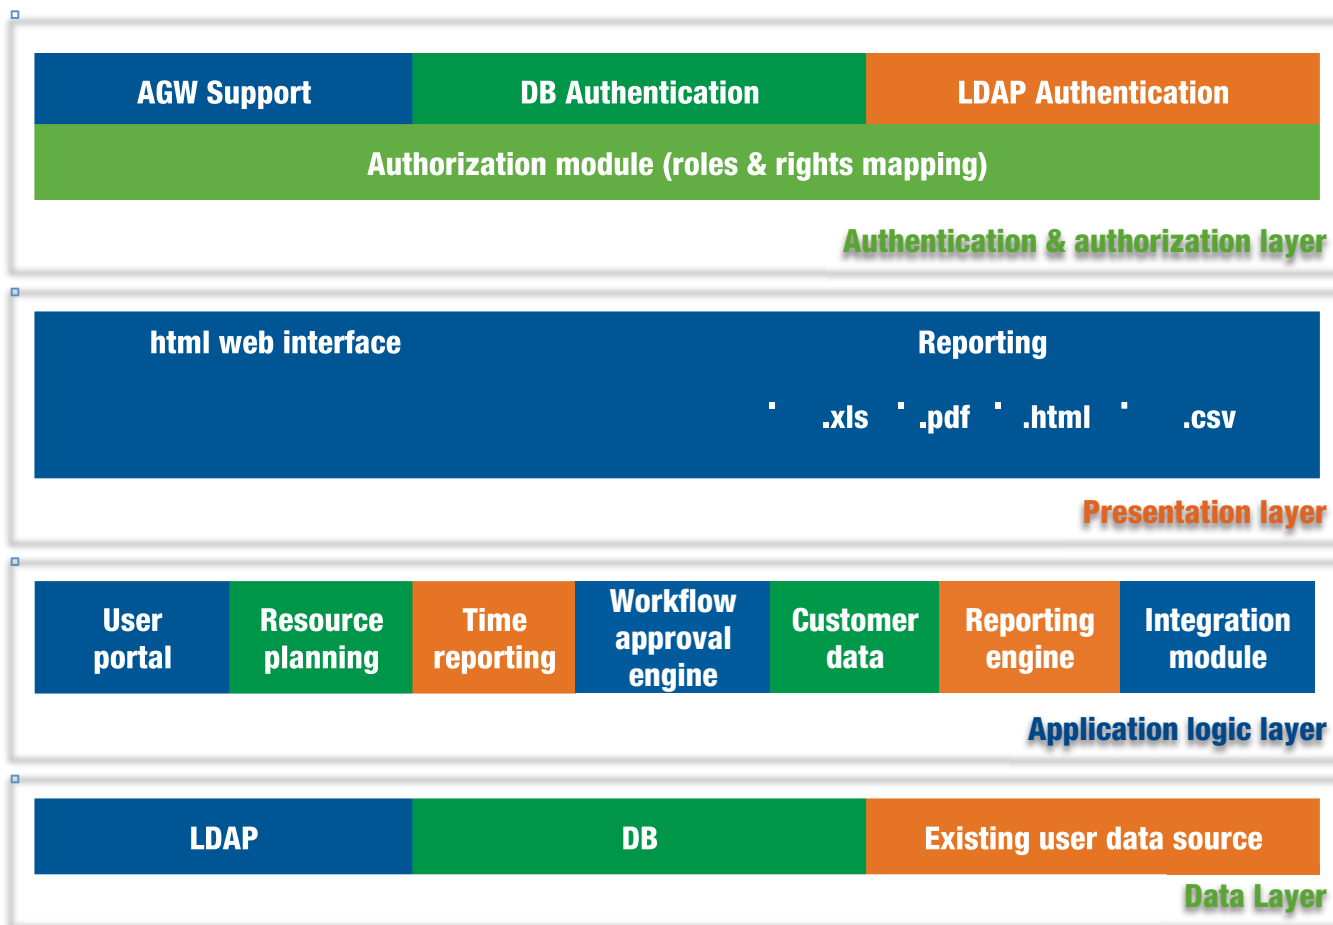 AGW Support
DB Authentication
LDAP Authentication
Authorization module (roles & rights mapping)
Authentication & authorization layer
html web interface
Reporting
▪ .xls ▪ .pdf ▪ .html ▪ .csv
Presentation layer
User
portal
Resource
planning
Time
reporting
Workflow
approval
engine
Customer
data
Reporting
engine
Integration
module
Application logic layer
LDAP
DB
Existing user data source
Data Layer